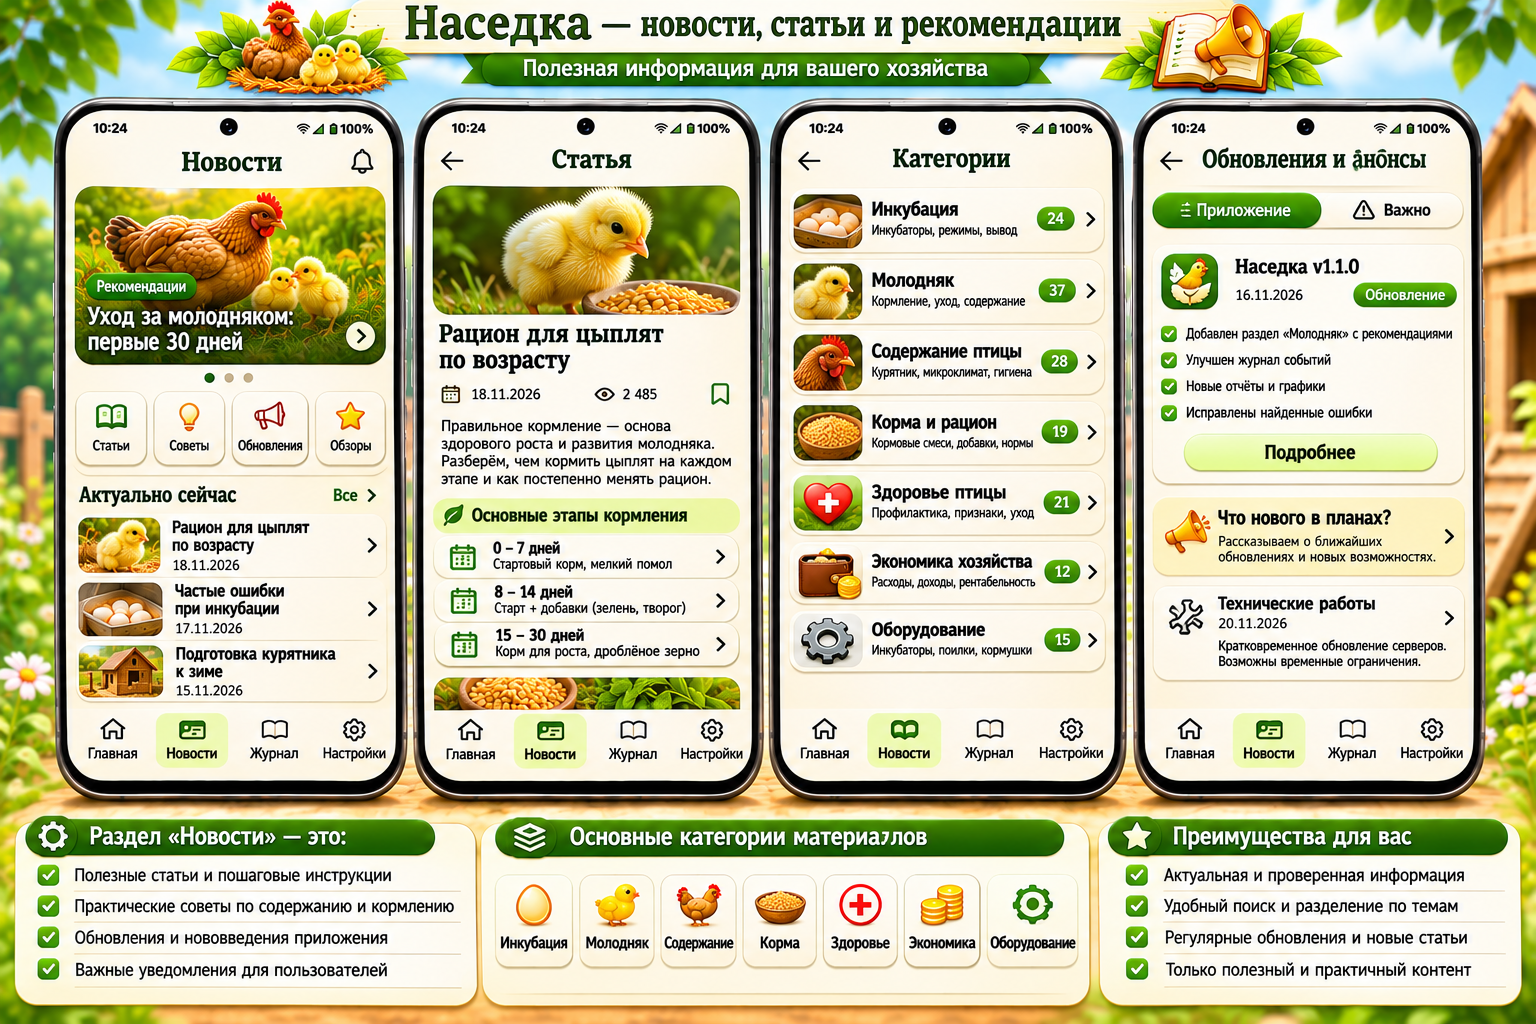 Наседка — новости, статьи и рекомендации
Полезная информация для вашего хозяйства
10:24
100%
Новости
Рекомендации
Уход за молодняком:
первые 30 дней
Статьи
Советы
Обновления
Обзоры
Актуально сейчас
Все
Рацион для цыплят
по возрасту
18.11.2026
Частые ошибки
при инкубации
17.11.2026
Подготовка курятника
к зиме
15.11.2026
Главная
Новости
Журнал
Настройки
10:24
100%
Статья
Рацион для цыплят
по возрасту
18.11.2026
2 485
Правильное кормление — основа
здорового роста и развития молодняка.
Разберём, чем кормить цыплят на каждом
этапе и как постепенно менять рацион.
Основные этапы кормления
0 – 7 дней
Стартовый корм, мелкий помол
8 – 14 дней
Старт + добавки (зелень, творог)
15 – 30 дней
Корм для роста, дроблёное зерно
Главная
Новости
Журнал
Настройки
10:24
100%
Категории
Инкубация
Инкубаторы, режимы, вывод
24
Молодняк
Кормление, уход, содержание
37
Содержание птицы
Курятник, микроклимат, гигиена
28
Корма и рацион
Кормовые смеси, добавки, нормы
19
Здоровье птицы
Профилактика, признаки, уход
21
Экономика хозяйства
Расходы, доходы, рентабельность
12
Оборудование
Инкубаторы, поилки, кормушки
15
Главная
Новости
Журнал
Настройки
10:24
100%
Обновления и анонсы
Приложение
Важно
Наседка v1.1.0
16.11.2026
Обновление
Добавлен раздел «Молодняк» с рекомендациями
Улучшен журнал событий
Новые отчёты и графики
Исправлены найденные ошибки
Подробнее
Что нового в планах?
Рассказываем о ближайших
обновлениях и новых возможностях.
Технические работы
20.11.2026
Кратковременное обновление серверов.
Возможны временные ограничения.
Главная
Новости
Журнал
Настройки
Раздел «Новости» — это:
Полезные статьи и пошаговые инструкции
Практические советы по содержанию и кормлению
Обновления и нововведения приложения
Важные уведомления для пользователей
Основные категории материалов
Инкубация
Молодняк
Содержание
Корма
Здоровье
Экономика
Оборудование
Преимущества для вас
Актуальная и проверенная информация
Удобный поиск и разделение по темам
Регулярные обновления и новые статьи
Только полезный и практичный контент